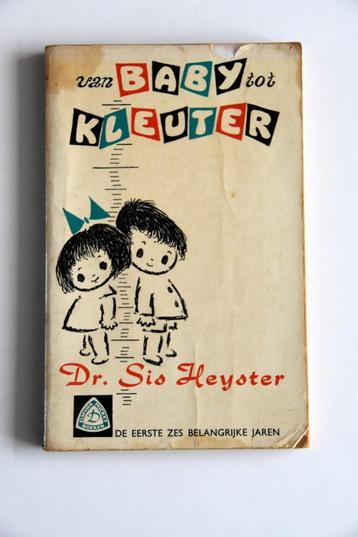 van BABY tot
KLEUTER
Dr. Sis Heyster
DE EERSTE ZES BELANGRIJKE JAREN